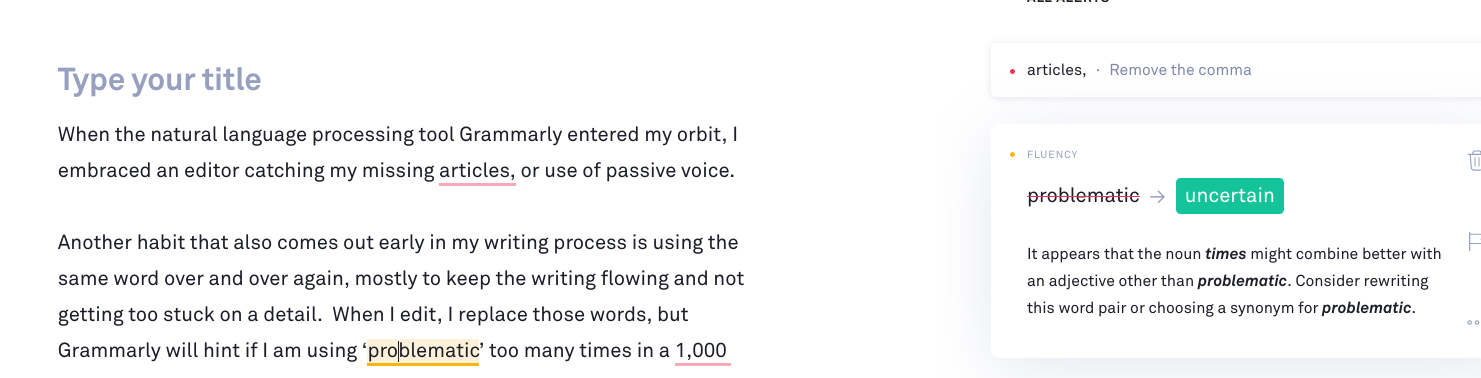 ALL ALERTS
Type your title
When the natural language processing tool Grammarly entered my orbit, I
embraced an editor catching my missing articles, or use of passive voice.
Another habit that also comes out early in my writing process is using the
same word over and over again, mostly to keep the writing flowing and not
getting too stuck on a detail.  When I edit, I replace those words, but
Grammarly will hint if I am using ‘problematic’ too many times in a 1,000
articles, · Remove the comma
FLUENCY
problematic → uncertain
It appears that the noun times might combine better with
an adjective other than problematic. Consider rewriting
this word pair or choosing a synonym for problematic.